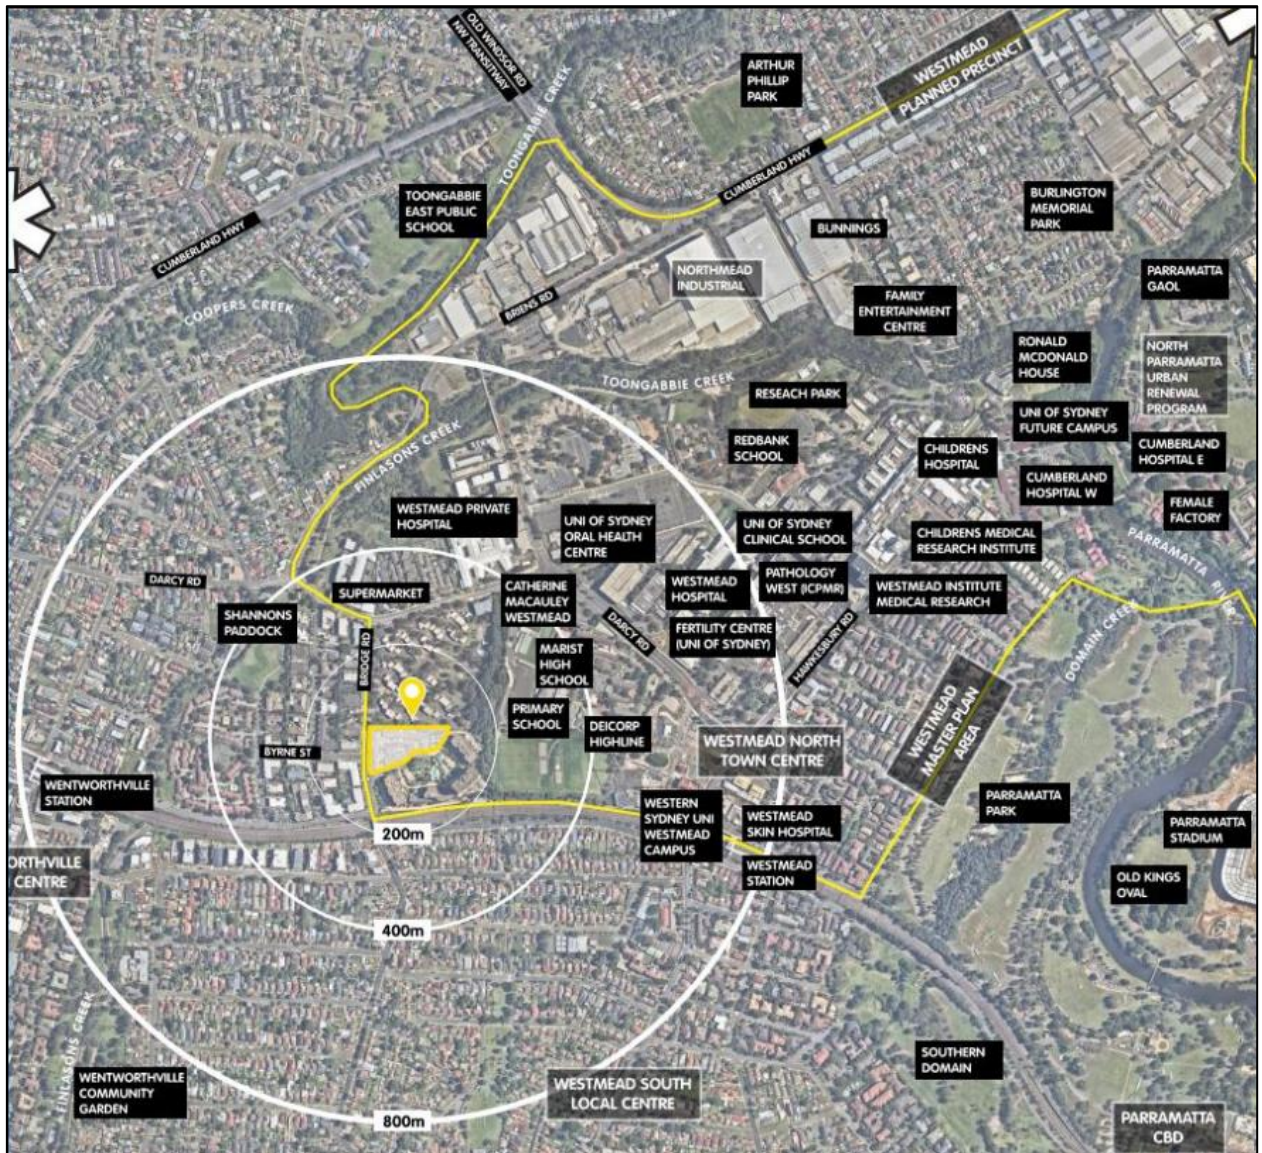 OLD WINDSOR RD
NW TRANSITWAY
TOONGABBIE CREEK
ARTHUR
PHILLIP
PARK
WESTMEAD
PLANNED PRECINCT
CUMBERLAND HWY
TOONGABBIE
EAST PUBLIC
SCHOOL
CUMBERLAND HWY
BUNNINGS
BURLINGTON
MEMORIAL
PARK
COOPERS CREEK
BRIENS RD
NORTHMEAD
INDUSTRIAL
FAMILY
ENTERTAINMENT
CENTRE
PARRAMATTA
GAOL
RONALD
MCDONALD
HOUSE
NORTH
PARRAMATTA
URBAN
RENEWAL
PROGRAM
TOONGABBIE CREEK
RESEACH PARK
UNI OF SYDNEY
FUTURE CAMPUS
FINLASONS CREEK
REDBANK
SCHOOL
CHILDRENS
HOSPITAL
CUMBERLAND
HOSPITAL E
CUMBERLAND
HOSPITAL W
WESTMEAD PRIVATE
HOSPITAL
UNI OF SYDNEY
ORAL HEALTH
CENTRE
UNI OF SYDNEY
CLINICAL SCHOOL
CHILDRENS MEDICAL
RESEARCH INSTITUTE
FEMALE
FACTORY
PARRAMATTA RIVER
DARCY RD
SUPERMARKET
CATHERINE
MACAULEY
WESTMEAD
WESTMEAD
HOSPITAL
PATHOLOGY
WEST (ICPMR)
WESTMEAD INSTITUTE
MEDICAL RESEARCH
SHANNONS
PADDOCK
BRIDGE RD
DARCY RD
FERTILITY CENTRE
(UNI OF SYDNEY)
HAWKESBURY RD
DOMAIN CREEK
MARIST
HIGH
SCHOOL
PRIMARY
SCHOOL
DEICORP
HIGHLINE
WESTMEAD
MASTER PLAN
AREA
BYRNE ST
WESTMEAD NORTH
TOWN CENTRE
WENTWORTHVILLE
STATION
WESTERN
SYDNEY UNI
WESTMEAD
CAMPUS
WESTMEAD
SKIN HOSPITAL
PARRAMATTA
PARK
PARRAMATTA
STADIUM
200m
ORTHVILLE
CENTRE
WESTMEAD
STATION
OLD KINGS
OVAL
400m
FINLASONS CREEK
SOUTHERN
DOMAIN
WENTWORTHVILLE
COMMUNITY
GARDEN
WESTMEAD SOUTH
LOCAL CENTRE
800m
PARRAMATTA
CBD